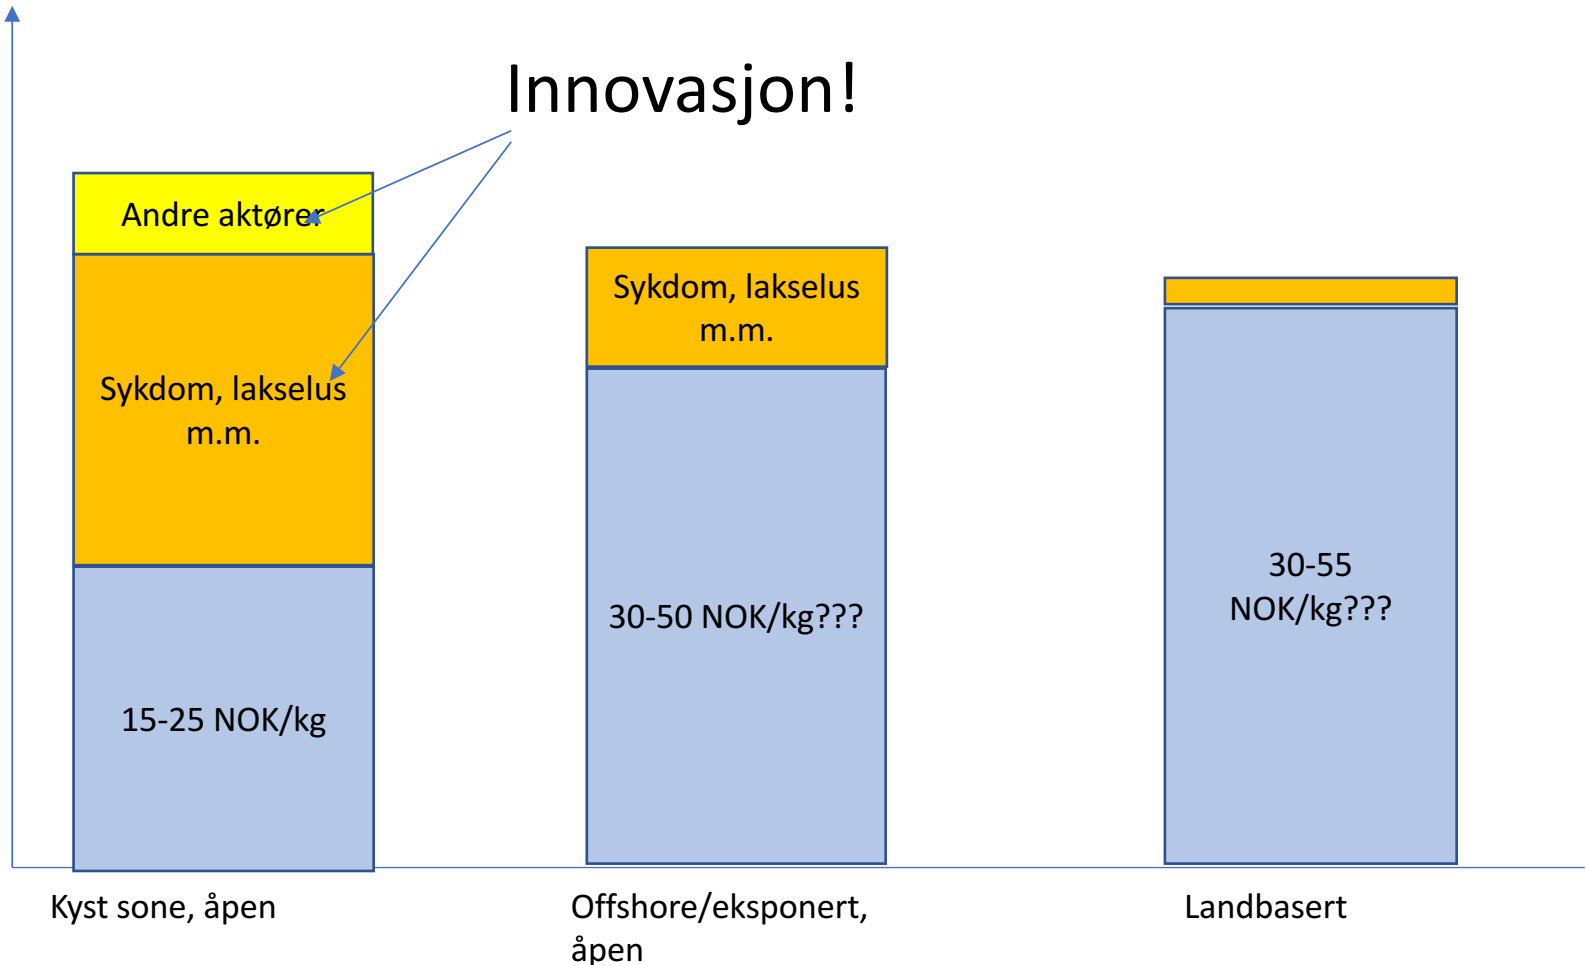 Innovasjon!
Andre aktører
Sykdom, lakselus
m.m.
15-25 NOK/kg
Sykdom, lakselus
m.m.
30-50 NOK/kg???
30-55
NOK/kg???
Kyst sone, åpen
Offshore/eksponert,
åpen
Landbasert